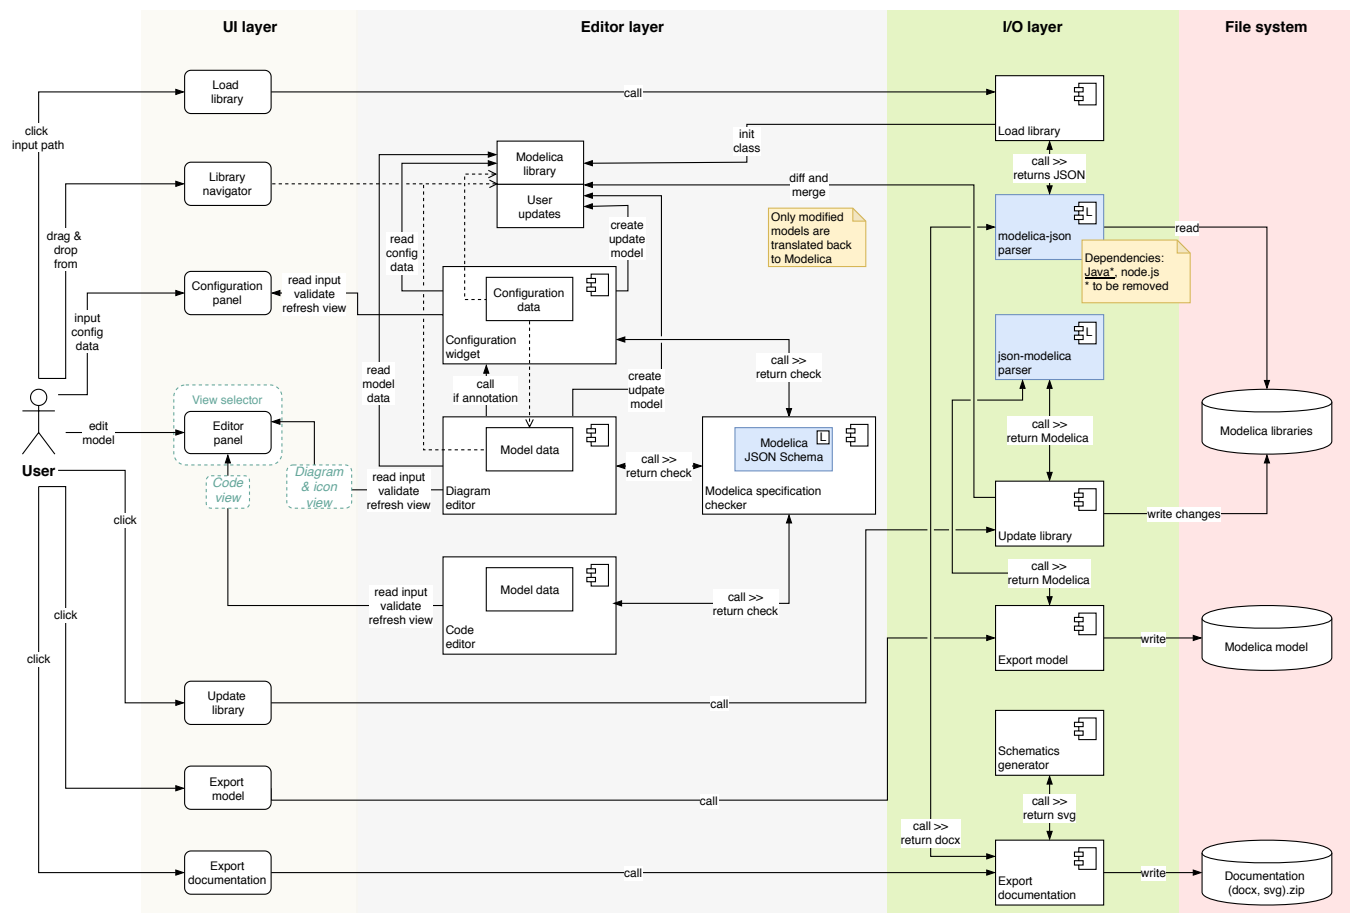 UI layer
Editor layer
I/O layer
File system
Load
library
call
Load library
click
input path
init
class
Modelica
library
call >>
returns JSON
Library
navigator
diff and
merge
User
updates
L
modelica-json
parser
read
Only modified
models are
translated back
to Modelica
drag &
drop
from
read
config
data
create
update
model
Dependencies:
Java*, node.js
* to be removed
Configuration
panel
read input
validate
refresh view
Configuration
data
Configuration
widget
input
config
data
L
json-modelica
parser
call >>
return check
read
model
data
call
if annotation
create
udpate
model
View selector
Editor
panel
edit
model
call >>
return Modelica
Modelica libraries
Model data
Modelica
JSON Schema
L
User
Code
view
Diagram
& icon
view
read input
validate
refresh view
Diagram
editor
call >>
return check
Modelica specification
checker
click
write changes
Update library
call >>
return Modelica
Model data
read input
validate
refresh view
Code
editor
call >>
return check
click
click
Export model
write
Modelica model
Update
library
call
Schematics
generator
Export
model
call
call >>
return svg
call >>
return docx
Export
documentation
call
Export
documentation
write
Documentation
(docx, svg).zip